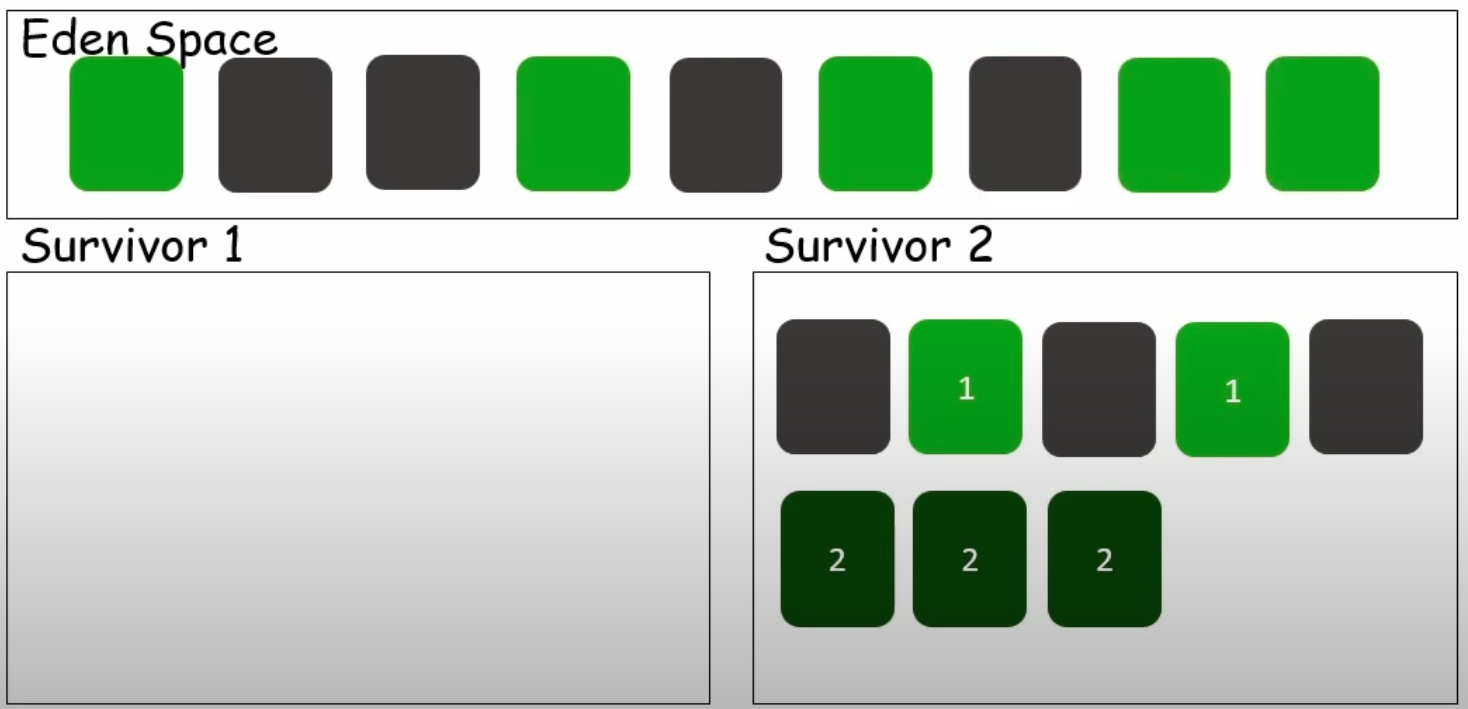 Eden Space
Survivor 1
Survivor 2
1 1
2 2 2